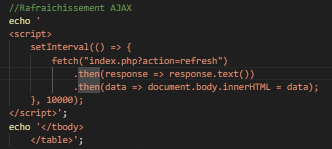 //Rafraichissement AJAX
echo '
<script>
setInterval(() => {
fetch("index.php?action=refresh")
.then(response => response.text())
.then(data => document.body.innerHTML = data);
}, 10000);
</script>';
echo '</tbody>
</table>';